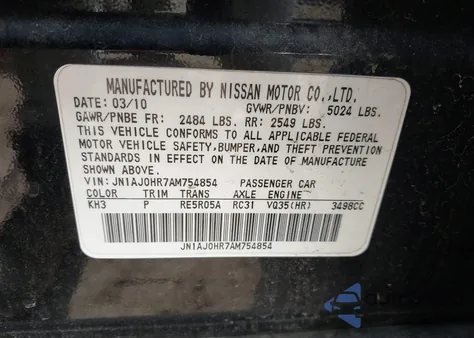 MANUFACTURED BY NISSAN MOTOR CO.,LTD.
DATE: 03/10 GVWR/PNBV: 5024 LBS.
GAWR/PNBE FR: 2484 LBS. RR: 2549 LBS.
THIS VEHICLE CONFORMS TO ALL APPLICABLE FEDERAL
MOTOR VEHICLE SAFETY, BUMPER, AND THEFT PREVENTION
STANDARDS IN EFFECT ON THE DATE OF MANUFACTURE
SHOWN ABOVE.
VIN: JN1AJ0HR7AM754854 PASSENGER CAR
COLOR TRIM TRANS AXLE ENGINE
KH3 P RE5R05A RC31 VQ35(HR) 3498CC
JN1AJ0HR7AM754854